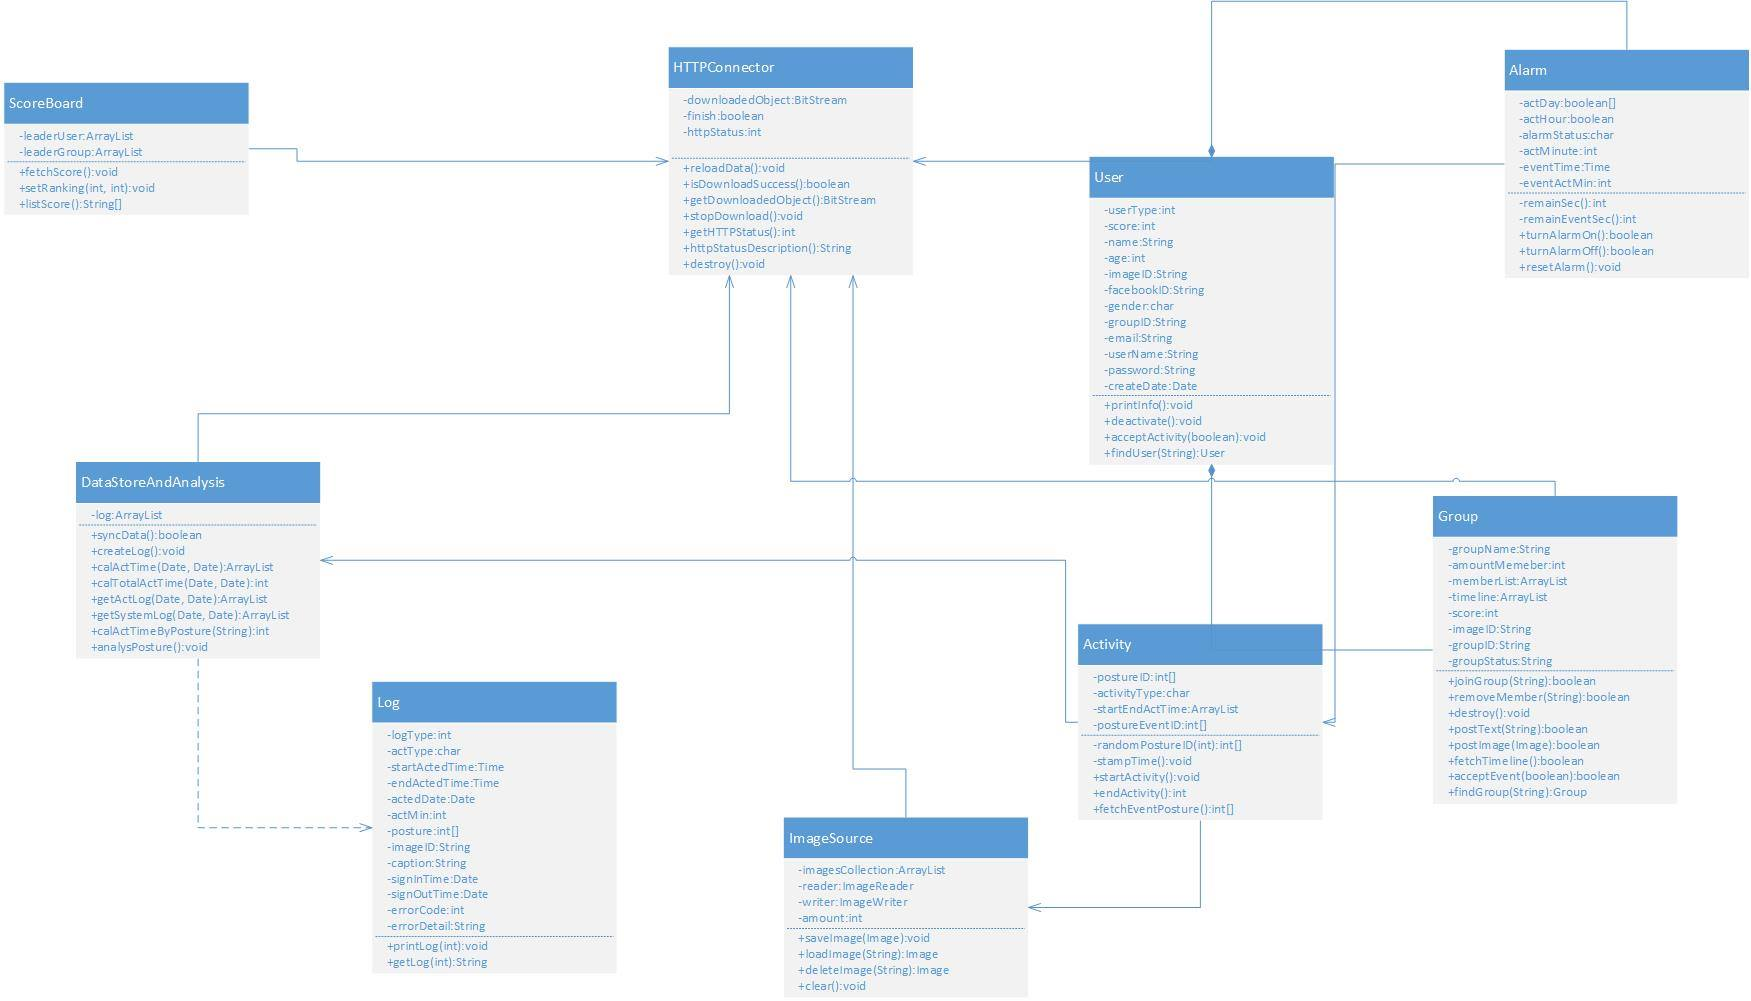 ScoreBoard
-leaderUser:ArrayList
-leaderGroup:ArrayList
+fetchScore():void
+setRanking(int, int):void
+listScore():String[]
HTTPConnector
-downloadedObject:BitStream
-finish:boolean
-httpStatus:int
+reloadData():void
+isDownloadSuccess():boolean
+getDownloadedObject():BitStream
+stopDownload():void
+getHTTPStatus():int
+httpStatusDescription():String
+destroy():void
User
-userType:int
-score:int
-name:String
-age:int
-imageID:String
-facebookID:String
-gender:char
-groupID:String
-email:String
-userName:String
-password:String
-createDate:Date
+printInfo():void
+deactivate():void
+acceptActivity(boolean):void
+findUser(String):User
Alarm
-actDay:boolean[]
-actHour:boolean
-alarmStatus:char
-actMinute:int
-eventTime:Time
-eventActMin:int
-remainSec():int
-remainEventSec():int
+turnAlarmOn():boolean
+turnAlarmOff():boolean
+resetAlarm():void
DataStoreAndAnalysis
-log:ArrayList
+syncData():boolean
+createLog():void
+calActTime(Date, Date):ArrayList
+calTotalActTime(Date, Date):int
+getActLog(Date, Date):ArrayList
+getSystemLog(Date, Date):ArrayList
+calActTimeByPosture(String):int
+analysPosture():void
Log
-logType:int
-actType:char
-startActedTime:Time
-endActedTime:Time
-actedDate:Date
-actMin:int
-posture:int[]
-imageID:String
-caption:String
-signInTime:Date
-signOutTime:Date
-errorCode:int
-errorDetail:String
+printLog(int):void
+getLog(int):String
ImageSource
-imagesCollection:ArrayList
-reader:ImageReader
-writer:ImageWriter
-amount:int
+saveImage(Image):void
+loadImage(String):Image
+deleteImage(String):Image
+clear():void
Activity
-postureID:int[]
-activityType:char
-startEndActTime:ArrayList
-postureEventID:int[]
-randomPostureID(int):int[]
-stampTime():void
+startActivity():void
+endActivity():int
+fetchEventPosture():int[]
Group
-groupName:String
-amountMemeber:int
-memberList:ArrayList
-timeline:ArrayList
-score:int
-imageID:String
-groupID:String
-groupStatus:String
+joinGroup(String):boolean
+removeMember(String):boolean
+destroy():void
+postText(String):boolean
+postImage(Image):boolean
+fetchTimeline():boolean
+acceptEvent(boolean):boolean
+findGroup(String):Group